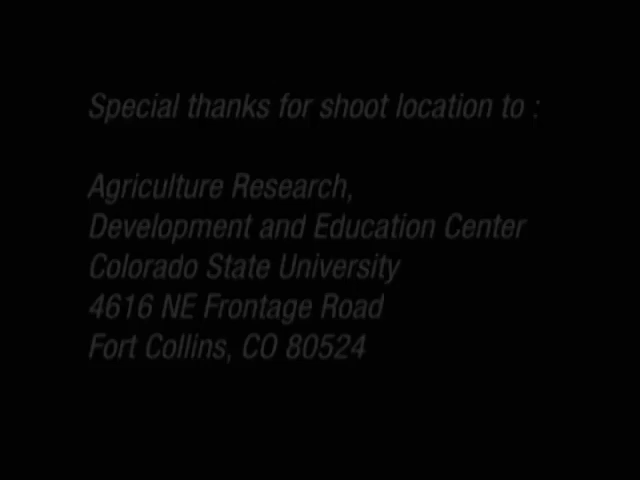 Special thanks for shoot location to :
Agriculture Research,
Development and Education Center
Colorado State University
4616 NE Frontage Road
Fort Collins, CO 80524